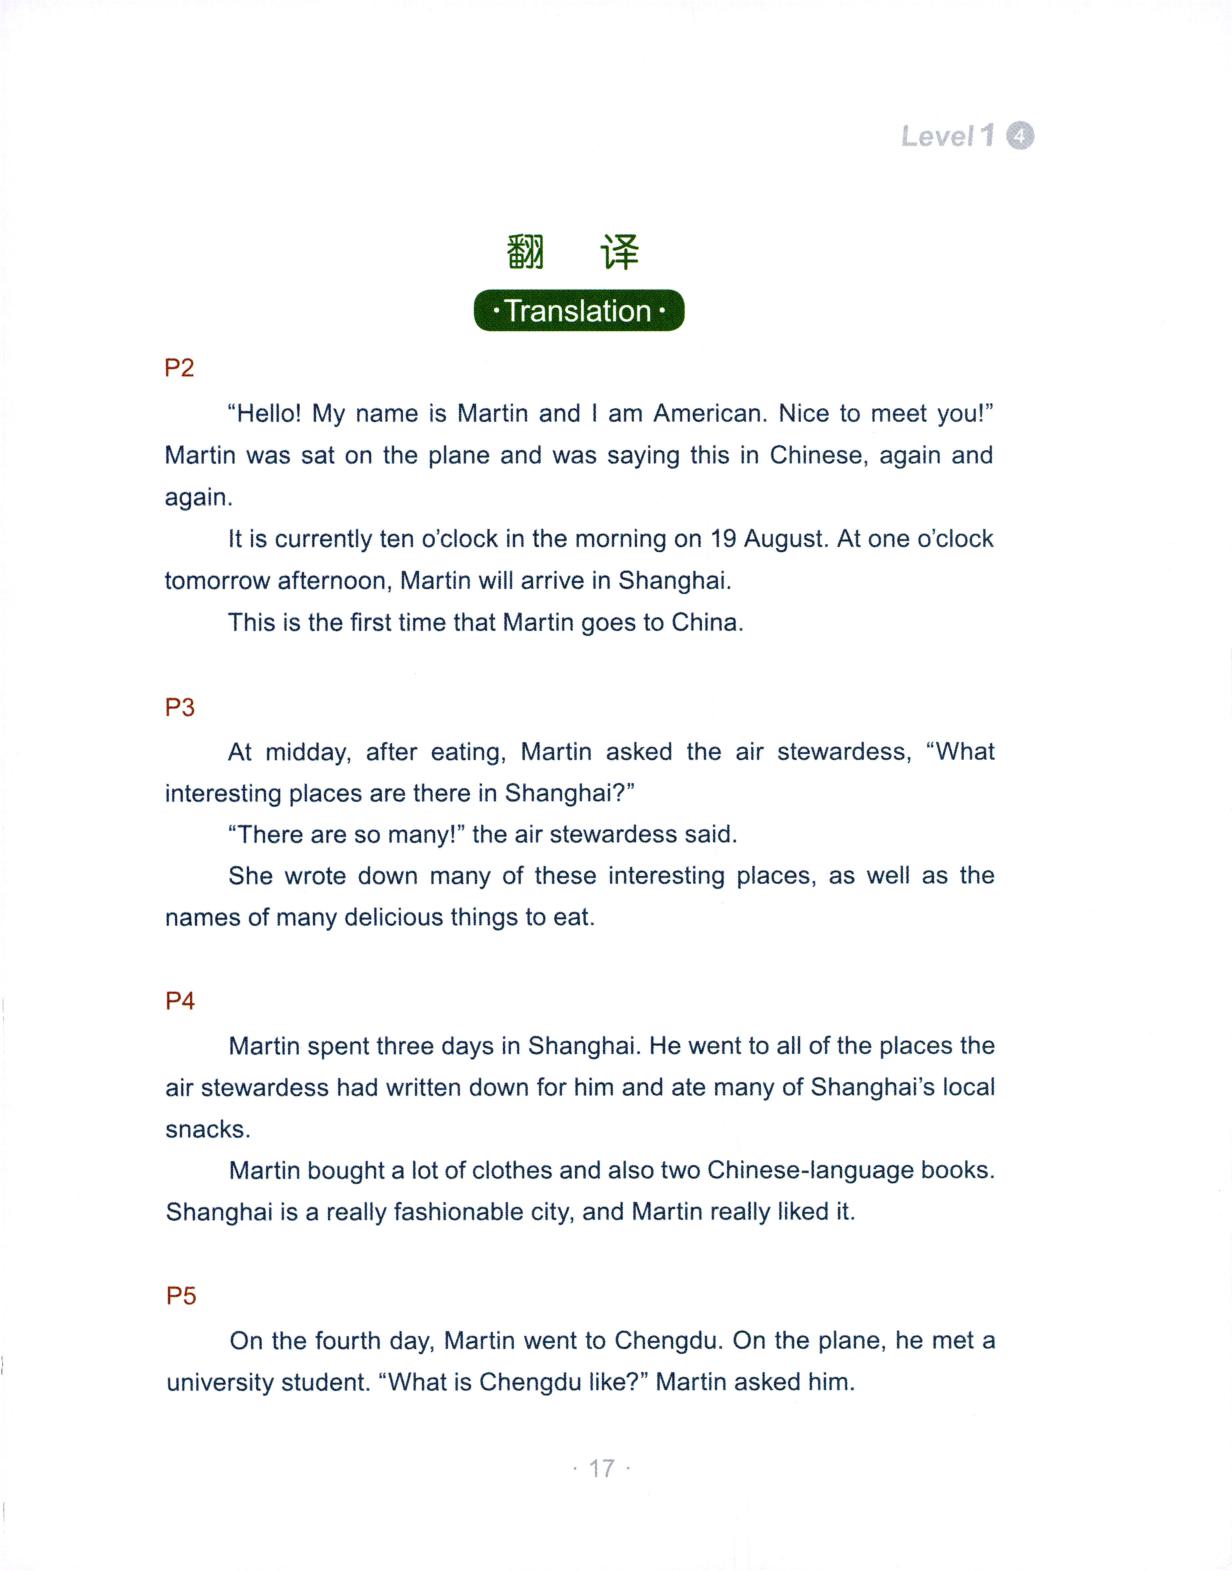 Level 1 4
翻 译
·Translation·
P2
“Hello! My name is Martin and I am American. Nice to meet you!”
Martin was sat on the plane and was saying this in Chinese, again and
again.
It is currently ten o’clock in the morning on 19 August. At one o’clock
tomorrow afternoon, Martin will arrive in Shanghai.
This is the first time that Martin goes to China.
P3
At midday, after eating, Martin asked the air stewardess, “What
interesting places are there in Shanghai?”
“There are so many!” the air stewardess said.
She wrote down many of these interesting places, as well as the
names of many delicious things to eat.
P4
Martin spent three days in Shanghai. He went to all of the places the
air stewardess had written down for him and ate many of Shanghai’s local
snacks.
Martin bought a lot of clothes and also two Chinese-language books.
Shanghai is a really fashionable city, and Martin really liked it.
P5
On the fourth day, Martin went to Chengdu. On the plane, he met a
university student. “What is Chengdu like?” Martin asked him.
· 17 ·